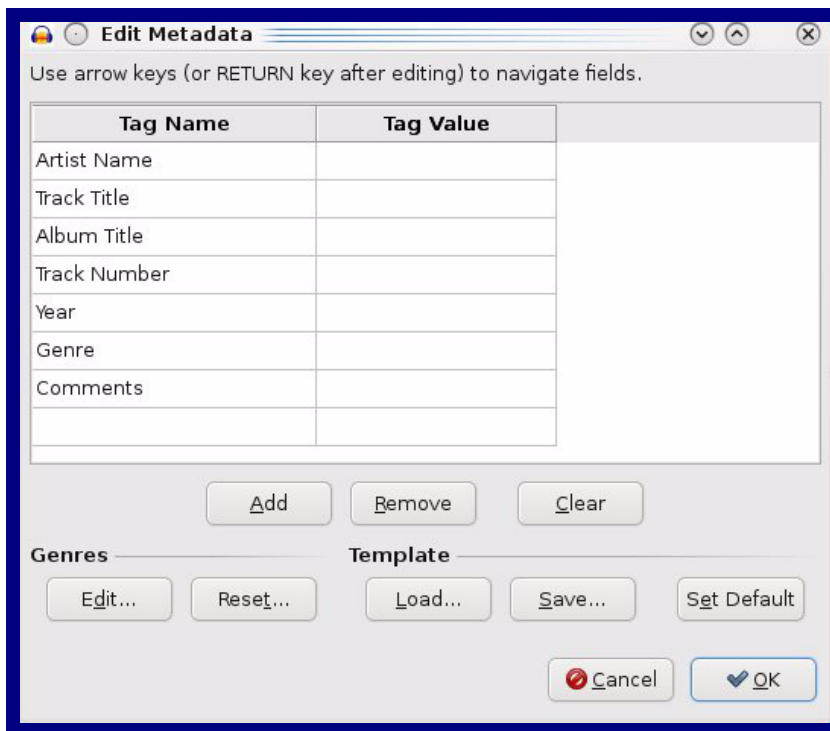 Edit Metadata
Use arrow keys (or RETURN key after editing) to navigate fields.
Tag Name Tag Value
Artist Name
Track Title
Album Title
Track Number
Year
Genre
Comments
Add Remove Clear
Genres Template
Edit... Reset... Load... Save... Set Default
Cancel OK